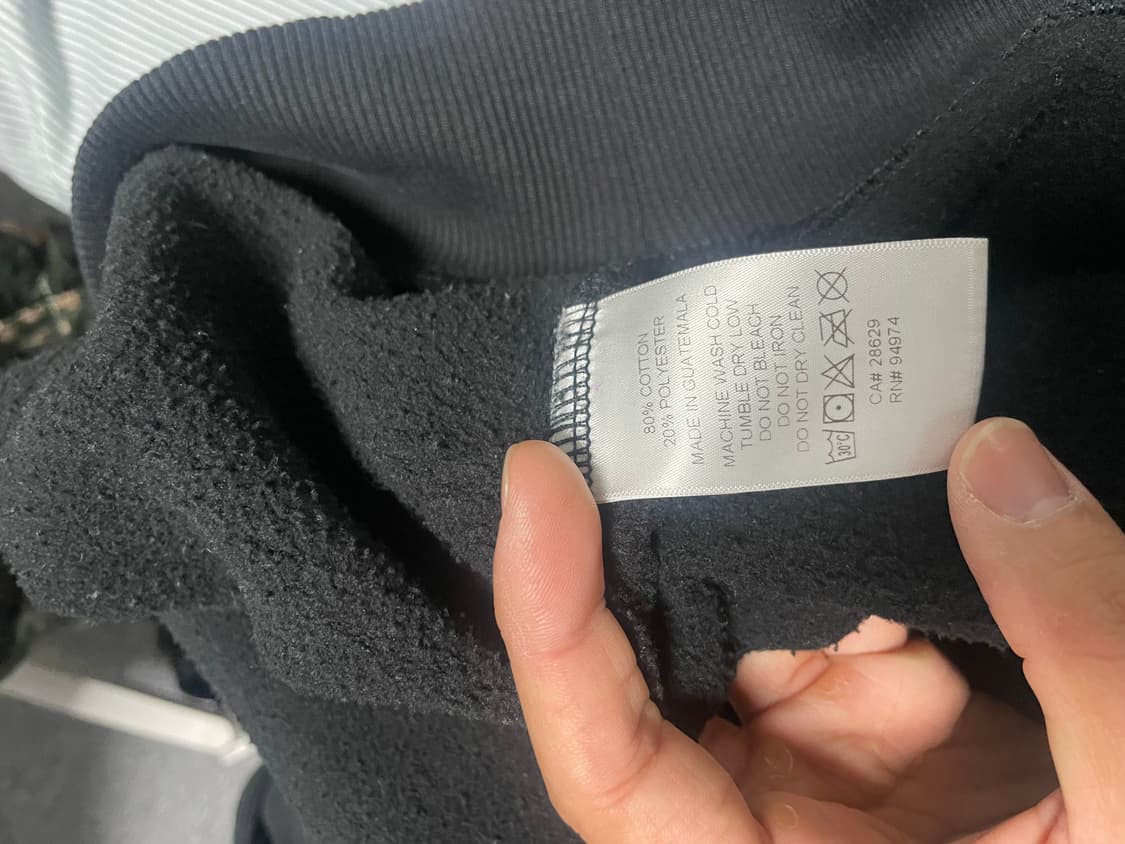 80% COTTON
20% POLYESTER
MADE IN GUATEMALA
MACHINE WASH COLD
TUMBLE DRY LOW
DO NOT BLEACH
DO NOT IRON
DO NOT DRY CLEAN
30°C
CA# 28629
RN# 94974